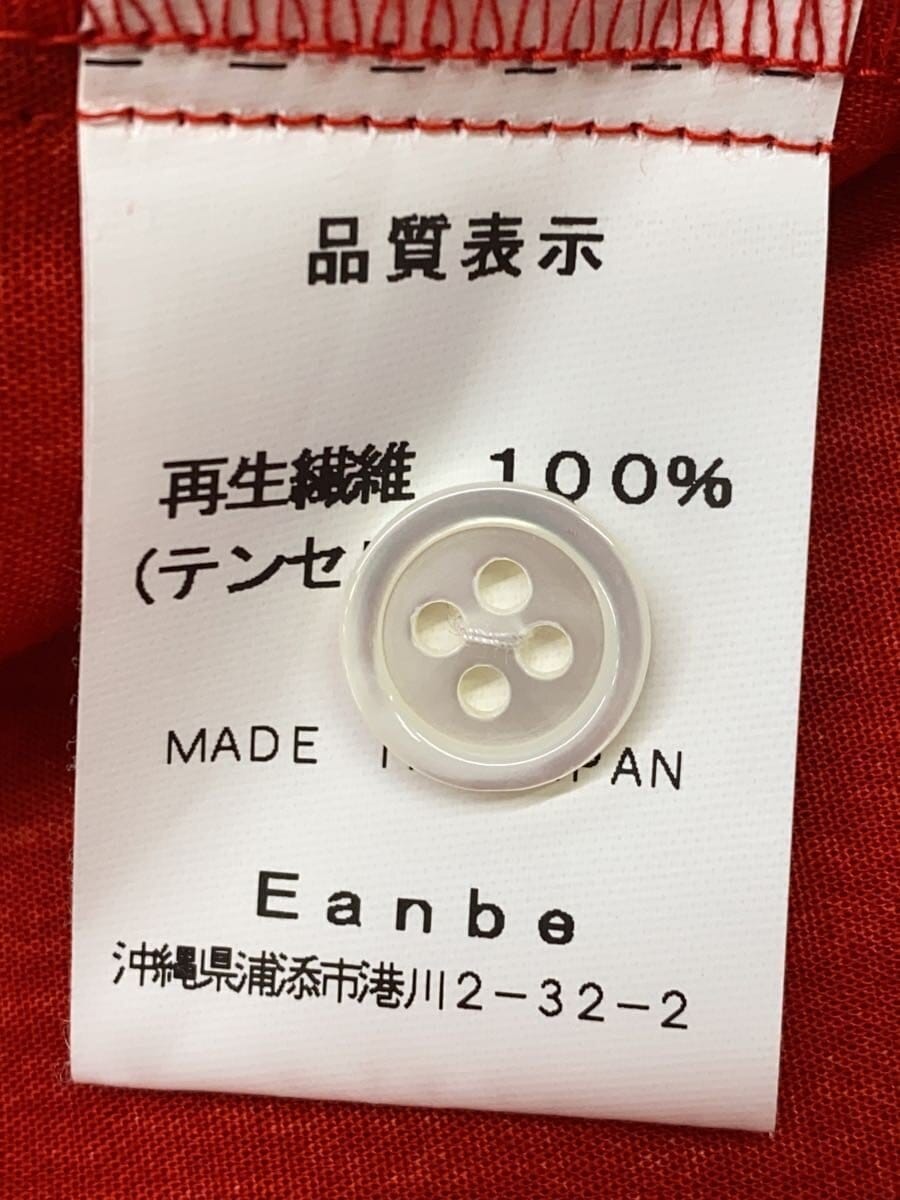 品質表示
再生繊維 100%
(テンセ
MADE PAN
Eanbe
沖縄県浦添市港川2-32-2